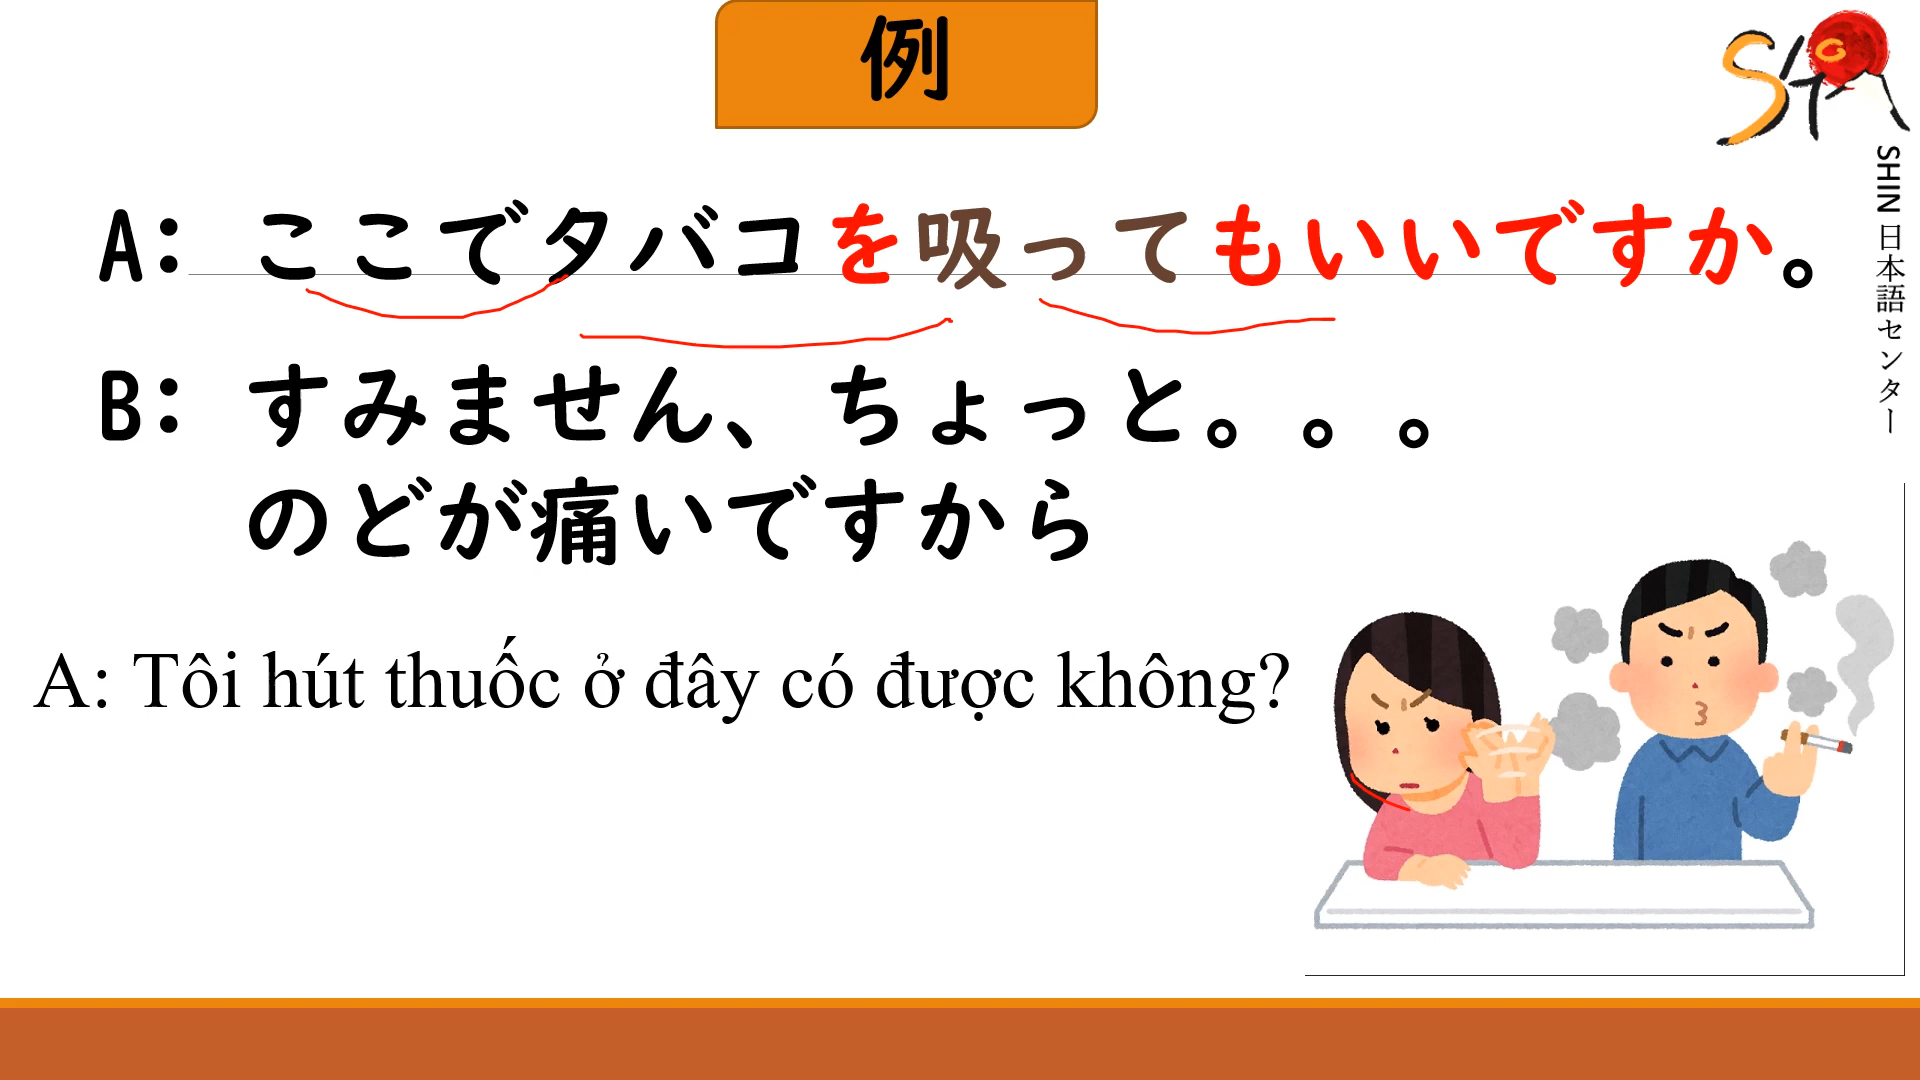 例
A: ここでタバコを吸ってもいいですか。
B: すみません、ちょっと。。。
のどが痛いですから
A: Tôi hút thuốc ở đây có được không?
SHIN
SHIN 日本語センター